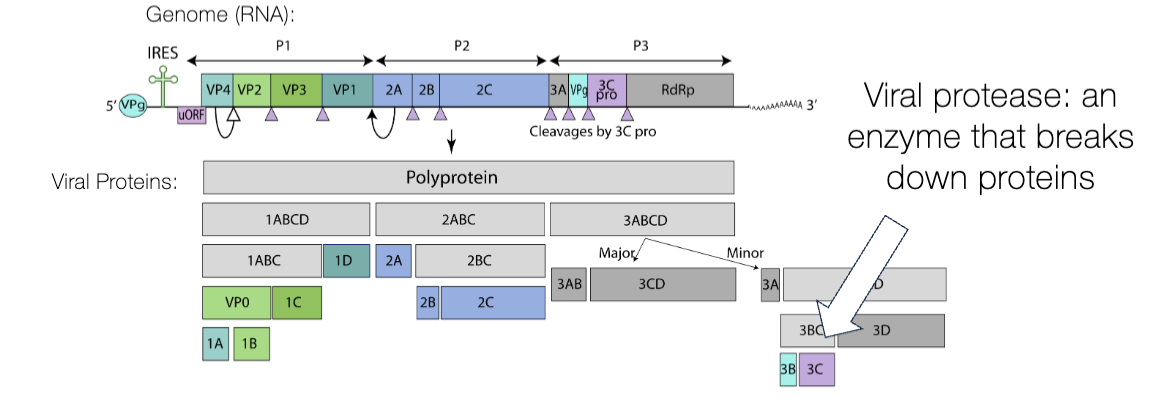 Genome (RNA):
IRES
P1
P2
P3
5′ VPg
uORF
VP4 VP2 VP3 VP1 2A 2B 2C 3A VPg 3C pro RdRp
3′
Cleavages by 3C pro
Viral protease: an
enzyme that breaks
down proteins
Viral Proteins:
Polyprotein
1ABCD 2ABC 3ABCD
1ABC 1D 2A 2BC
Major Minor
3AB 3CD 3A D
VP0 1C 2B 2C
3BC 3D
1A 1B
3B 3C